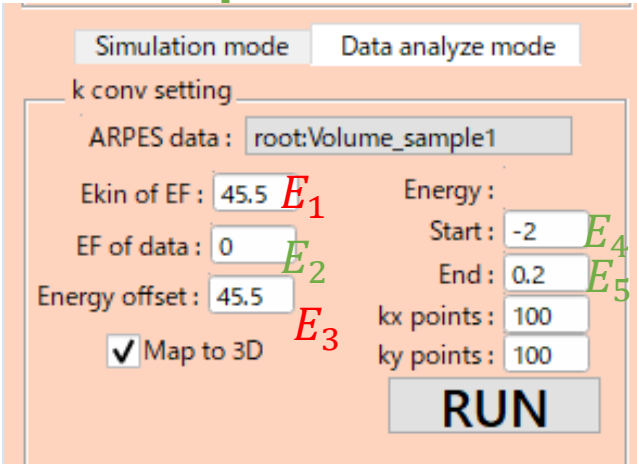 Simulation mode Data analyze mode
k conv setting
ARPES data : root:Volume_sample1
Ekin of EF : 45.5 E1
EF of data : 0 E2
Energy offset : 45.5 E3
Map to 3D
Energy :
Start : -2 E4
End : 0.2 E5
kx points : 100
ky points : 100
RUN